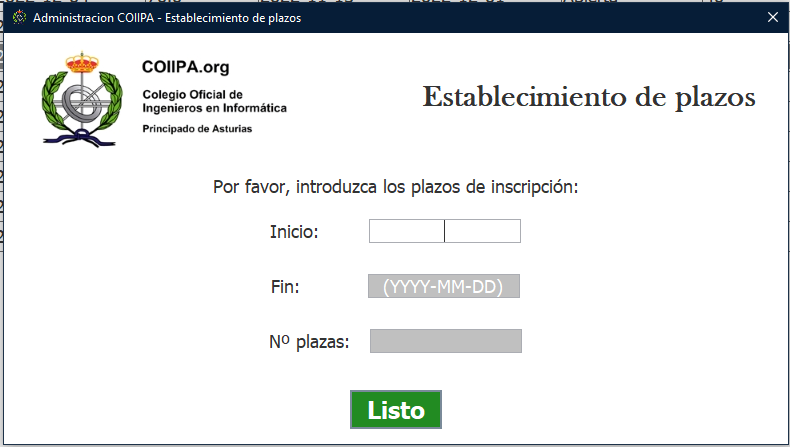 Administracion COIIPA - Establecimiento de plazos
COIIPA.org
Colegio Oficial de
Ingenieros en Informática
Principado de Asturias
Establecimiento de plazos
Por favor, introduzca los plazos de inscripción:
Inicio:
Fin: (YYYY-MM-DD)
Nº plazas:
Listo